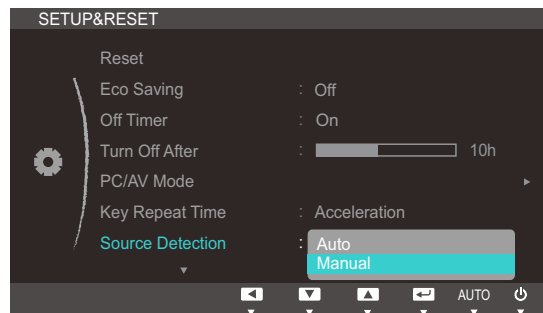 SETUP&RESET
Reset
Eco Saving : Off
Off Timer : On
Turn Off After : 10h
PC/AV Mode
Key Repeat Time : Acceleration
Source Detection : Auto
Manual
AUTO